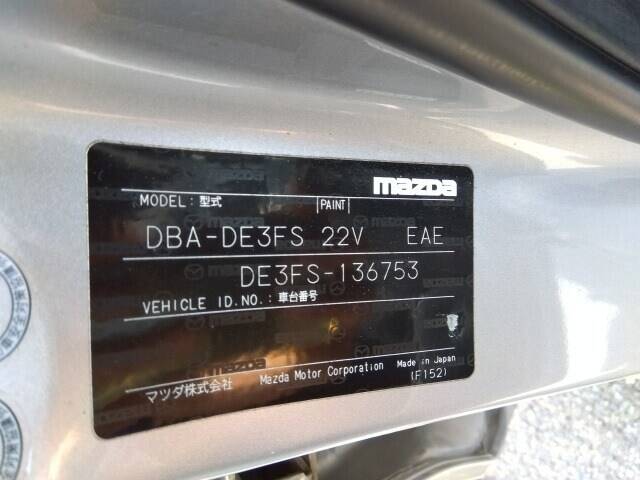 mazda
MODEL: 型式 PAINT
DBA-DE3FS 22V EAE
DE3FS-136753
VEHICLE ID.NO.: 車台番号
マツダ株式会社 Mazda Motor Corporation Made in Japan
(F152)